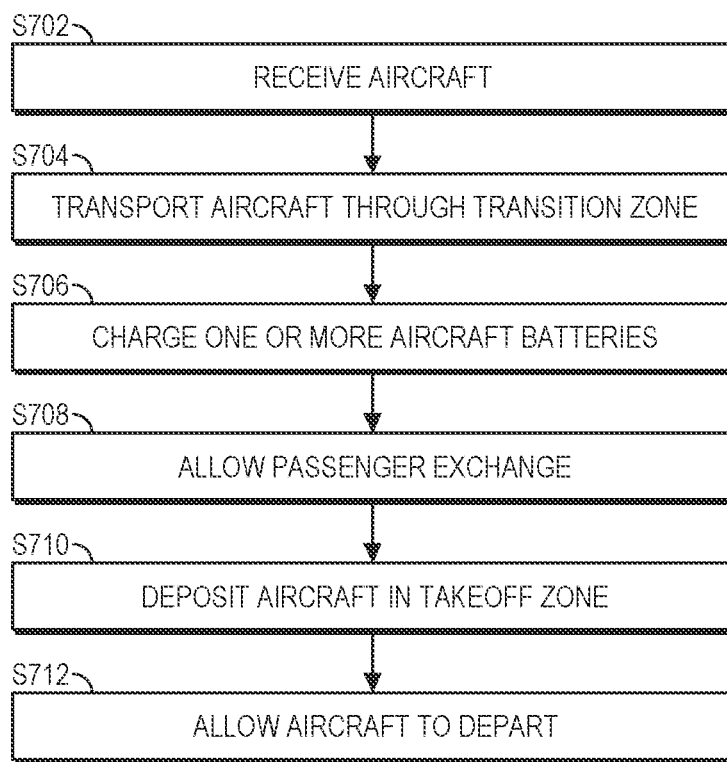 S702
RECEIVE AIRCRAFT
S704
TRANSPORT AIRCRAFT THROUGH TRANSITION ZONE
S706
CHARGE ONE OR MORE AIRCRAFT BATTERIES
S708
ALLOW PASSENGER EXCHANGE
S710
DEPOSIT AIRCRAFT IN TAKEOFF ZONE
S712
ALLOW AIRCRAFT TO DEPART